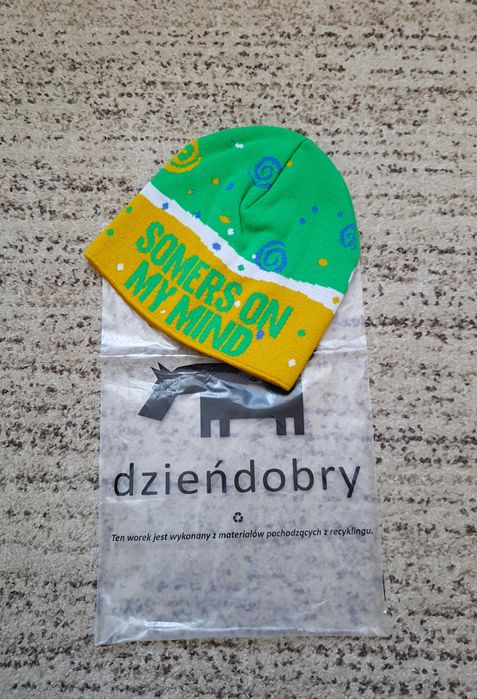 SOMERS ON
MY MIND
dzieńdobry
Ten worek jest wykonany z materiałów pochodzących z recyklingu.